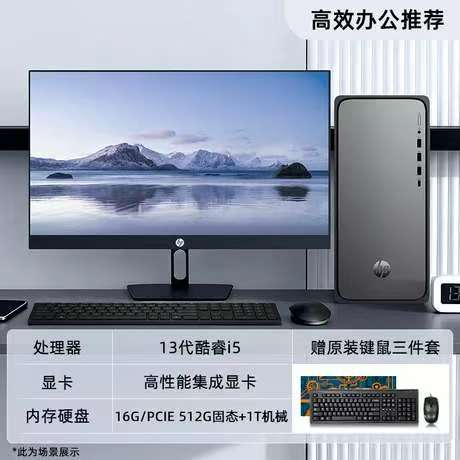 高效办公推荐
hp
hp
处理器 13代酷睿i5 赠原装键鼠三件套
显卡 高性能集成显卡
内存硬盘 16G/PCIE 512G固态+1T机械
*此为场景展示